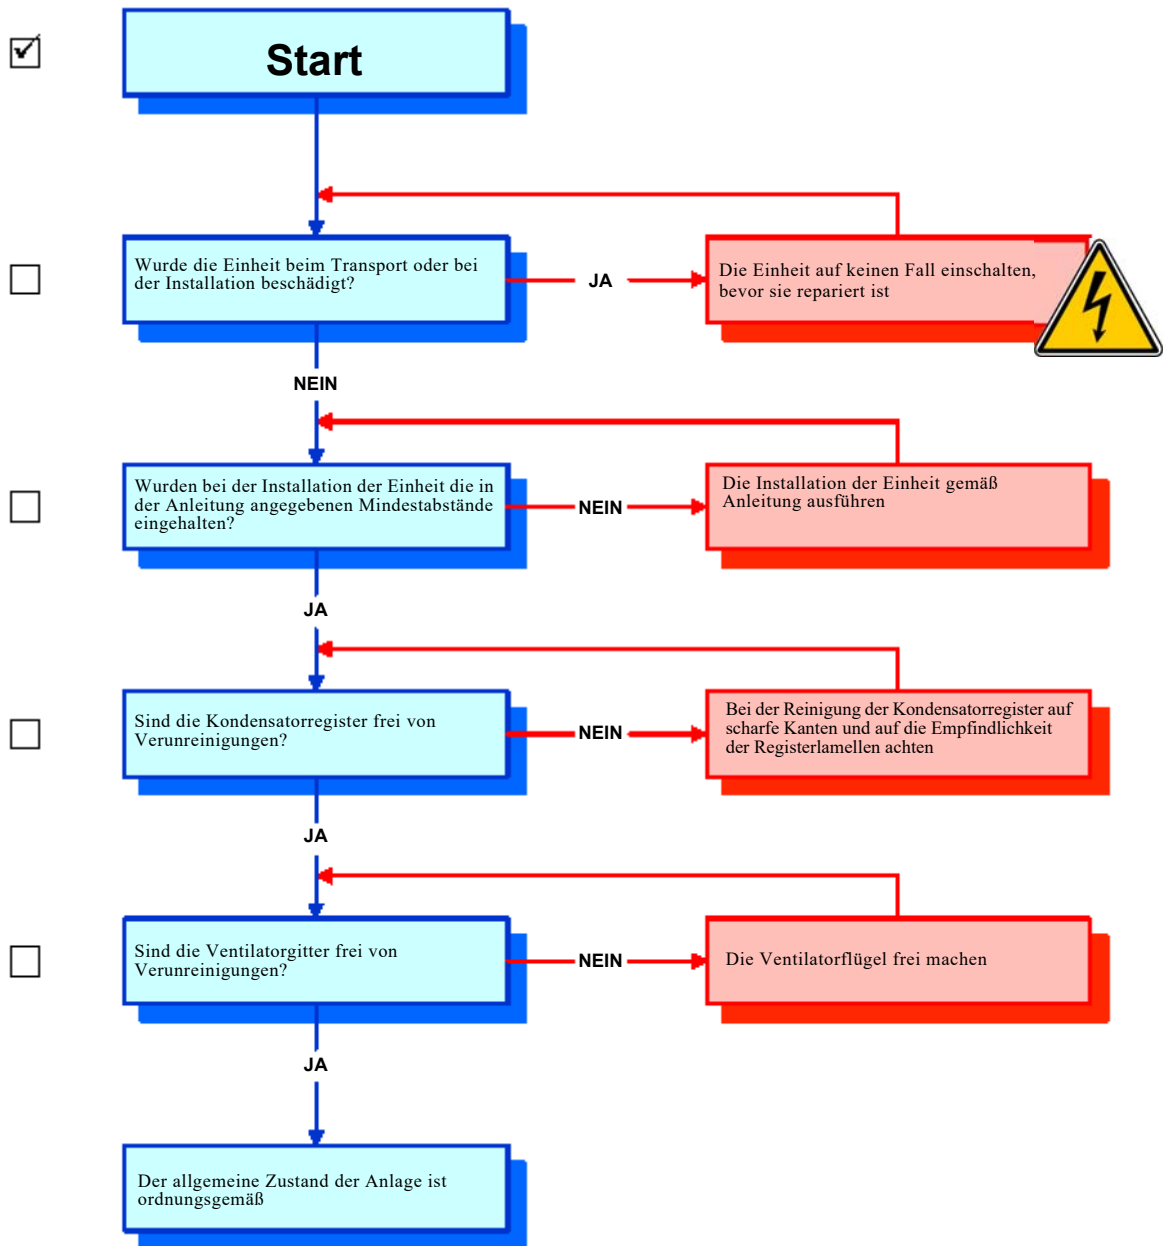 Start
Wurde die Einheit beim Transport oder bei
der Installation beschädigt?
JA
Die Einheit auf keinen Fall einschalten,
bevor sie repariert ist
NEIN
Wurden bei der Installation der Einheit die in
der Anleitung angegebenen Mindestabstände
eingehalten?
NEIN
Die Installation der Einheit gemäß
Anleitung ausführen
JA
Sind die Kondensatorregister frei von
Verunreinigungen?
NEIN
Bei der Reinigung der Kondensatorregister auf
scharfe Kanten und auf die Empfindlichkeit
der Registerlamellen achten
JA
Sind die Ventilatorgitter frei von
Verunreinigungen?
NEIN
Die Ventilatorflügel frei machen
JA
Der allgemeine Zustand der Anlage ist
ordnungsgemäß